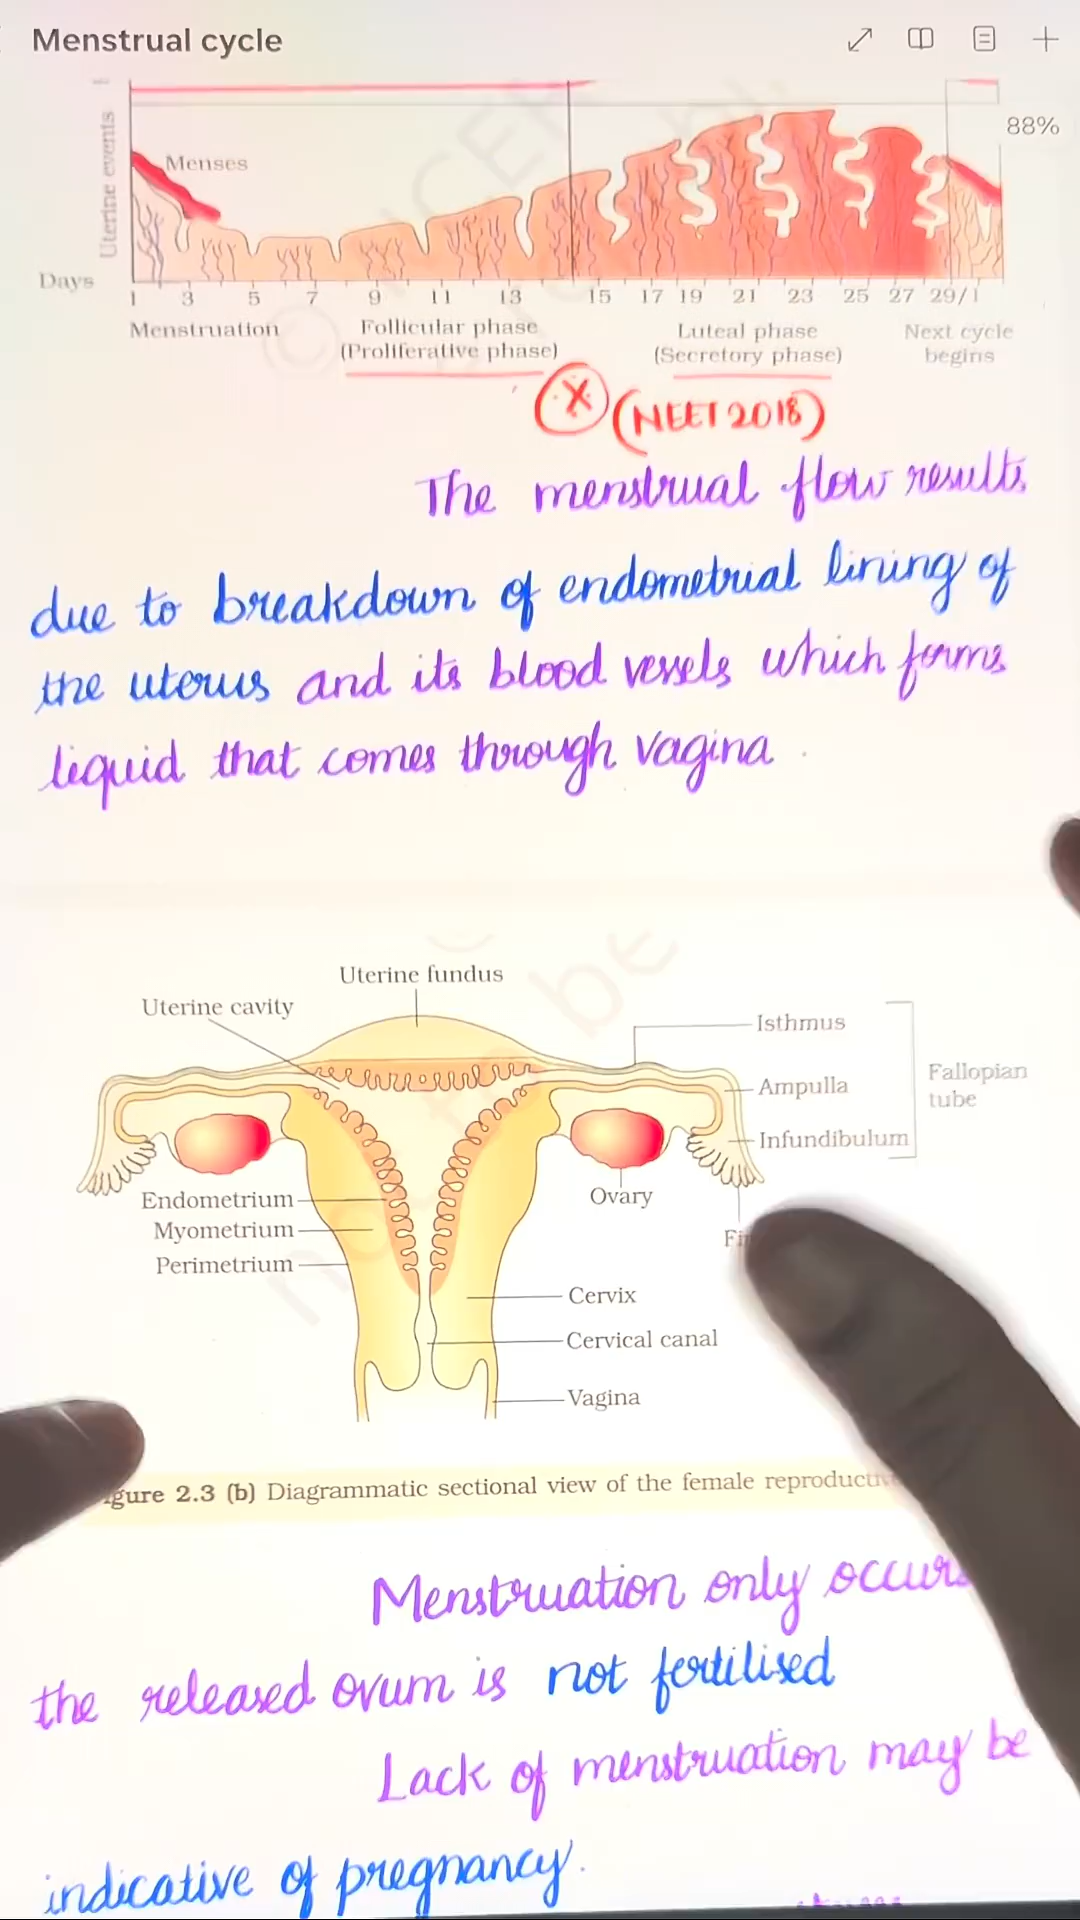 Menstrual cycle
88%
Uterine events
Menses
Days
1 3 5 7 9 11 13 15 17 19 21 23 25 27 29/1
Menstruation
Follicular phase
(Proliferative phase)
Luteal phase
(Secretory phase)
Next cycle
begins
X (NEET 2018)
The menstrual flow results
due to breakdown of endometrial lining of
the uterus and its blood vessels which forms
liquid that comes through vagina.
Uterine fundus
Uterine cavity
Isthmus
Ampulla
Infundibulum
Fallopian
tube
Endometrium
Myometrium
Perimetrium
Ovary
Cervix
Cervical canal
Vagina
gure 2.3 (b) Diagrammatic sectional view of the female
Menstruation only occurs
the released ovum is not fertilised
Lack of menstruation may be
indicative of pregnancy.